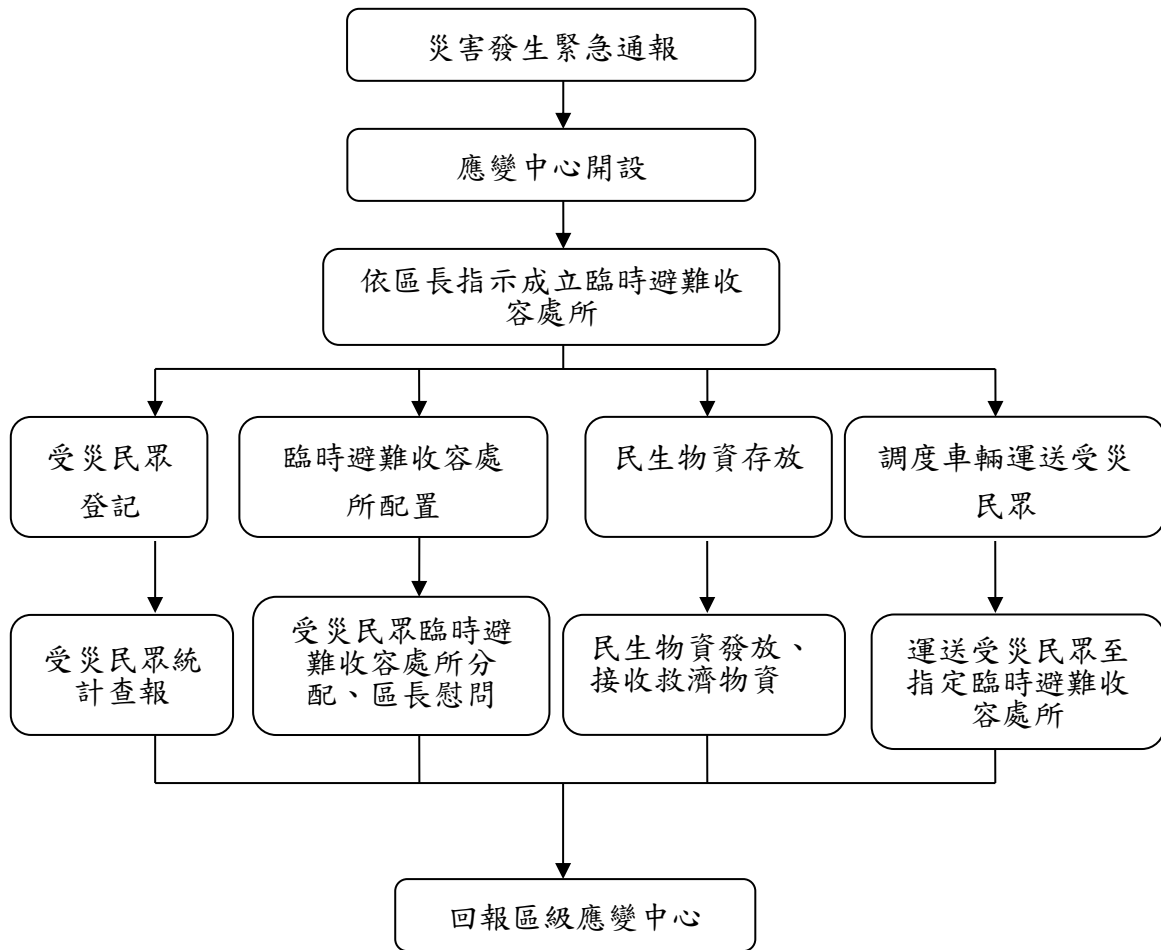 災害發生緊急通報
應變中心開設
依區長指示成立臨時避難收
容處所
受災民眾
登記
臨時避難收容處
所配置
民生物資存放
調度車輛運送受災
民眾
受災民眾統
計查報
受災民眾臨時避
難收容處所分
配、區長慰問
民生物資發放、
接收救濟物資
運送受災民眾至
指定臨時避難收
容處所
回報區級應變中心